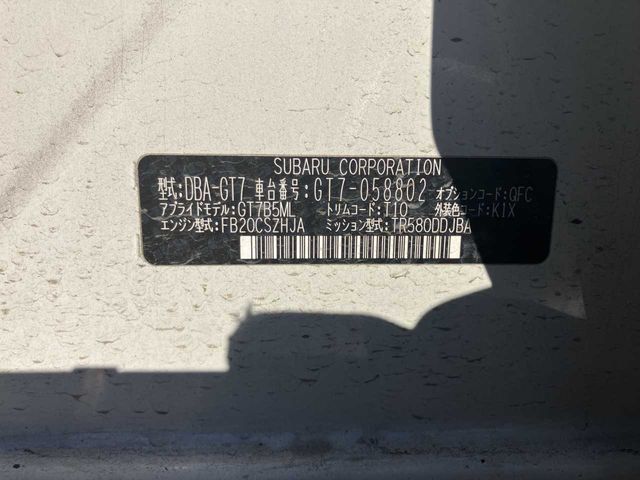 SUBARU CORPORATION
型式:DBA-GT7 車台番号:GT7-058802 オプションコード:QFC
アプライドモデル:GT7B5ML トリムコード:T10 外装色コード:K1X
エンジン型式:FB20CSZHJA ミッション型式:TR580DDJBA